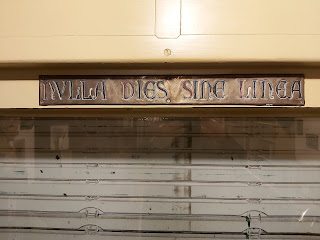 NVLLA DIES SINE LINEA